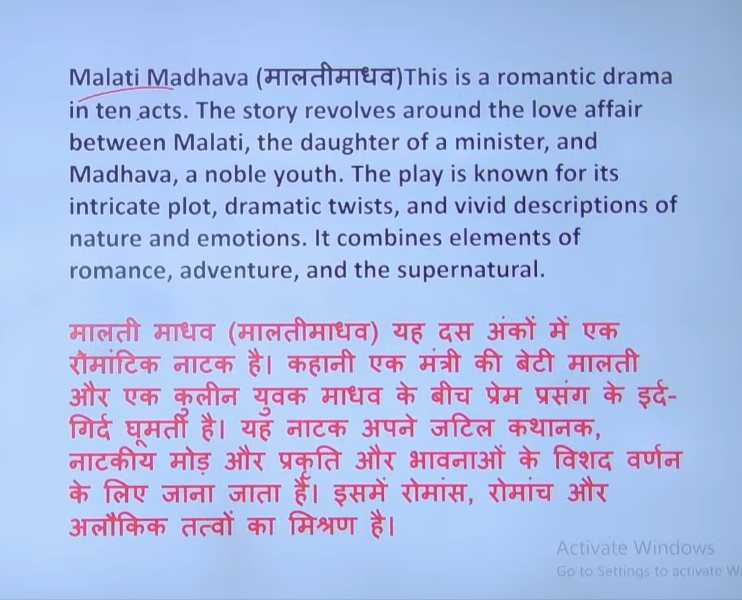 Malati Madhava (मालतीमाधव)This is a romantic drama
in ten acts. The story revolves around the love affair
between Malati, the daughter of a minister, and
Madhava, a noble youth. The play is known for its
intricate plot, dramatic twists, and vivid descriptions of
nature and emotions. It combines elements of
romance, adventure, and the supernatural.
मालती माधव (मालतीमाधव) यह दस अंकों में एक
रोमांटिक नाटक है। कहानी एक मंत्री की बेटी मालती
और एक कुलीन युवक माधव के बीच प्रेम प्रसंग के इर्द-
गिर्द घूमती है। यह नाटक अपने जटिल कथानक,
नाटकीय मोड़ और प्रकृति और भावनाओं के विशद वर्णन
के लिए जाना जाता है। इसमें रोमांस, रोमांच और
अलौकिक तत्वों का मिश्रण है।
Activate Windows
Go to Settings to activate